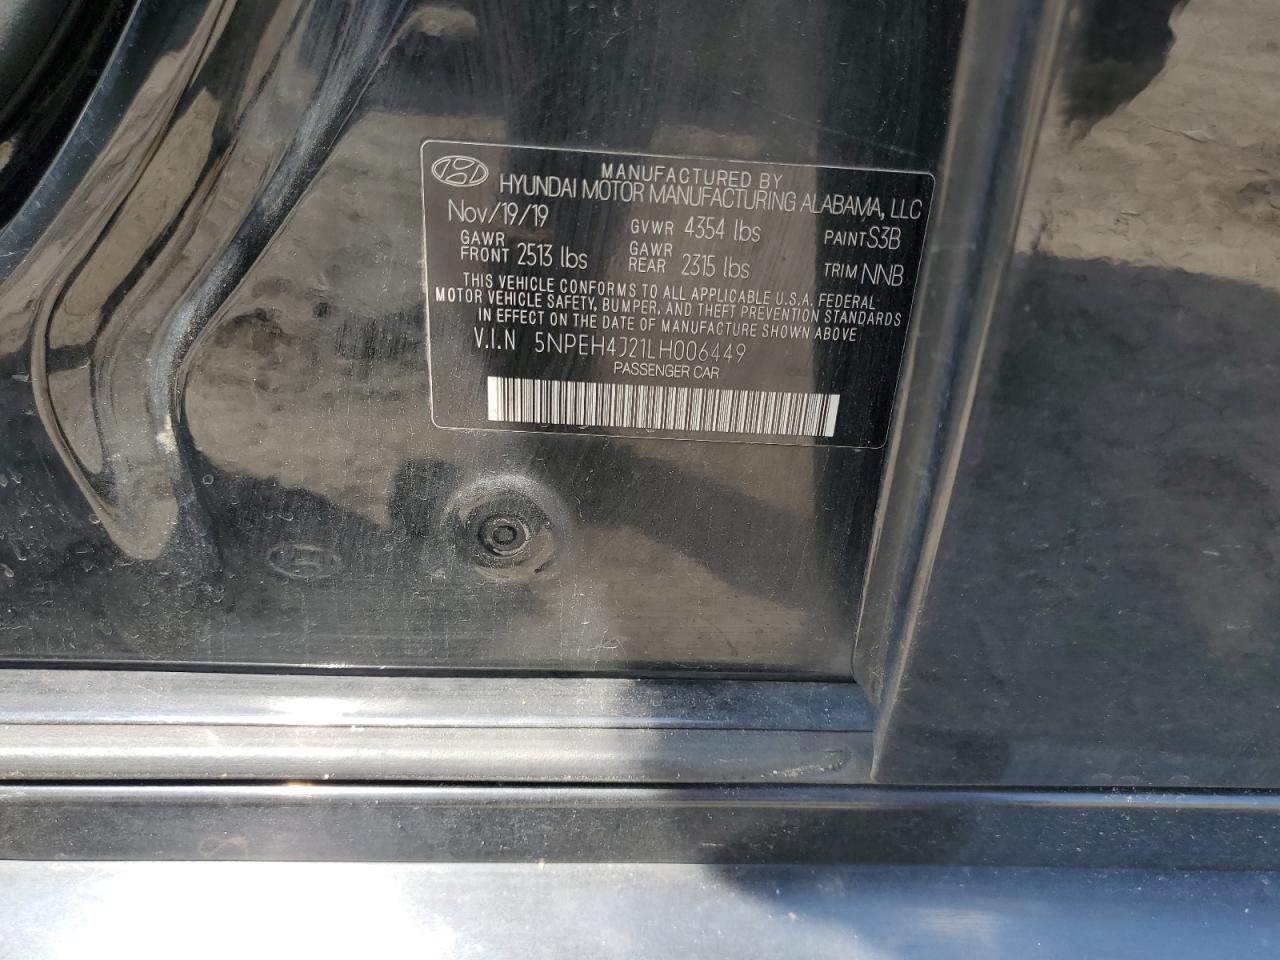 MANUFACTURED BY
HYUNDAI MOTOR MANUFACTURING ALABAMA, LLC
Nov/19/19 GVWR 4354 lbs PAINT S3B
GAWR FRONT 2513 lbs GAWR REAR 2315 lbs TRIM NNB
THIS VEHICLE CONFORMS TO ALL APPLICABLE U.S.A. FEDERAL
MOTOR VEHICLE SAFETY, BUMPER, AND THEFT PREVENTION STANDARDS
IN EFFECT ON THE DATE OF MANUFACTURE SHOWN ABOVE
V.I.N 5NPEH4J21LH006449
PASSENGER CAR